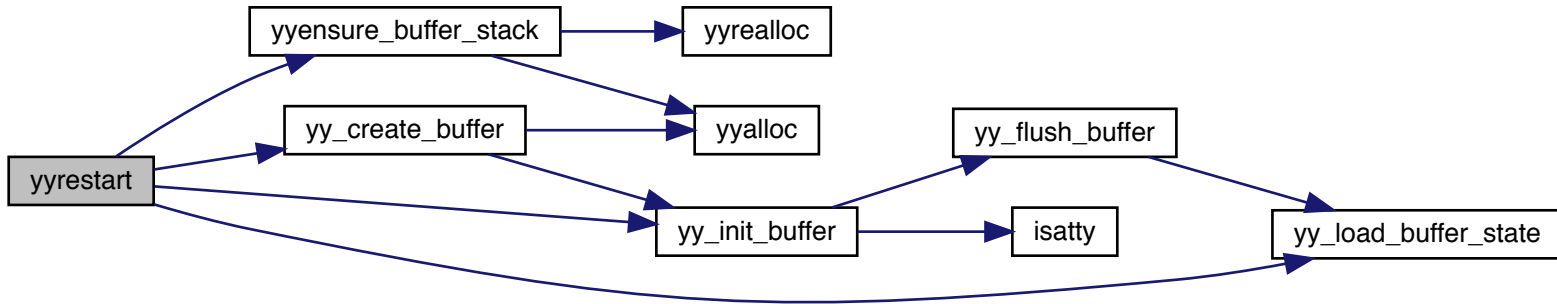 yyensure_buffer_stack
yyrealloc
yy_create_buffer
yyalloc
yy_flush_buffer
yyrestart
yy_init_buffer
isatty
yy_load_buffer_state